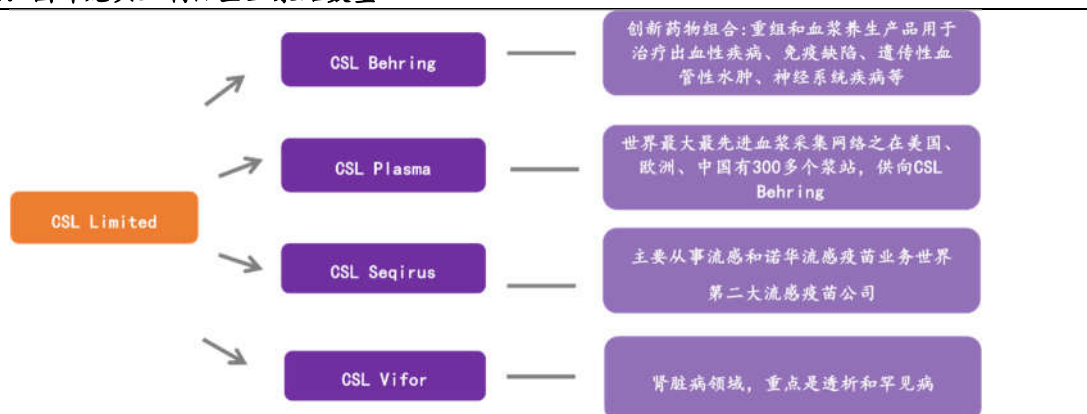 CSL Limited
CSL Behring
创新药物组合:重组和血浆养生产品用于
治疗出血性疾病、免疫缺陷、遗传性血
管性水肿、神经系统疾病等
CSL Plasma
世界最大最先进血浆采集网络之在美国、
欧洲、中国有300多个浆站，供向CSL
Behring
CSL Seqirus
主要从事流感和诺华流感疫苗业务世界
第二大流感疫苗公司
CSL Vifor
肾脏病领域，重点是透析和罕见病